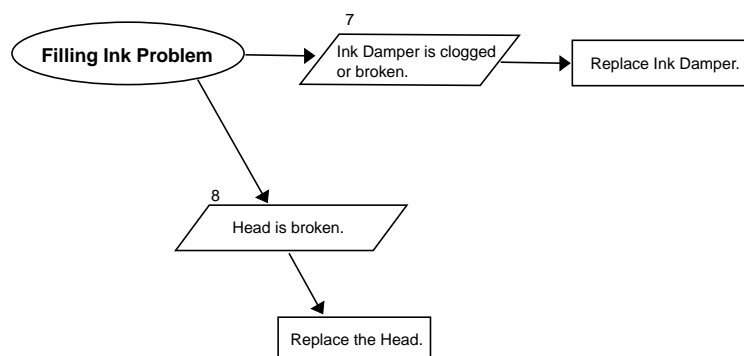 7
Filling Ink Problem
Ink Damper is clogged
or broken.
Replace Ink Damper.
8
Head is broken.
Replace the Head.